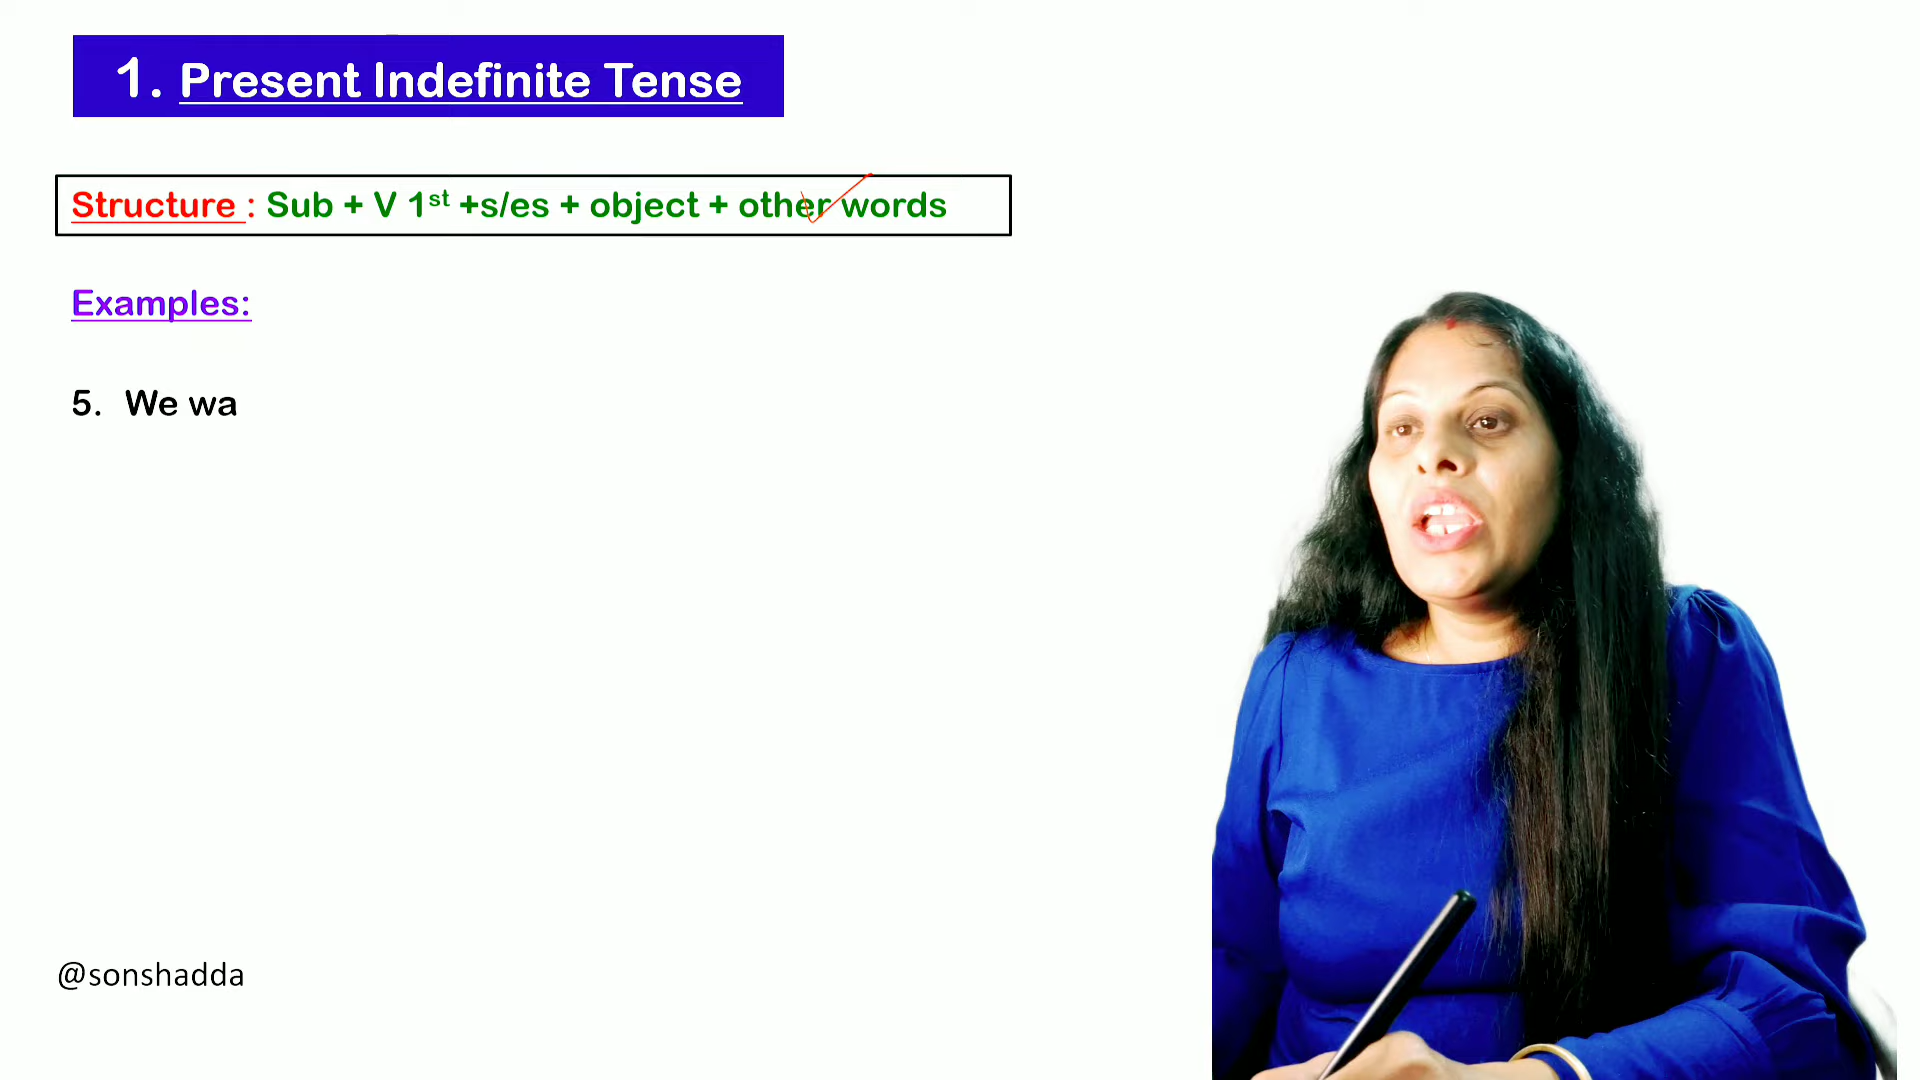 1. Present Indefinite Tense
Structure : Sub + V 1st +s/es + object + other words
Examples:
5. We wa
@sonshadda